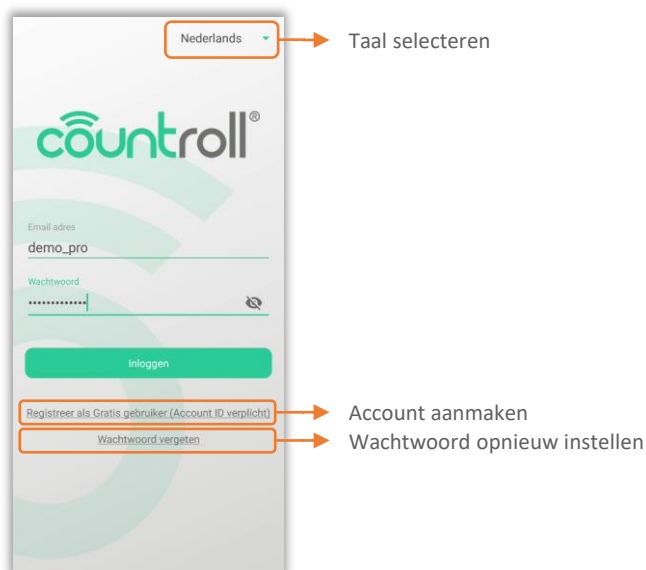 Nederlands
Taal selecteren
countroll®
Email adres
demo_pro
Wachtwoord
•••••••••••••
Inloggen
Registreer als Gratis gebruiker (Account ID verplicht)
Account aanmaken
Wachtwoord vergeten
Wachtwoord opnieuw instellen